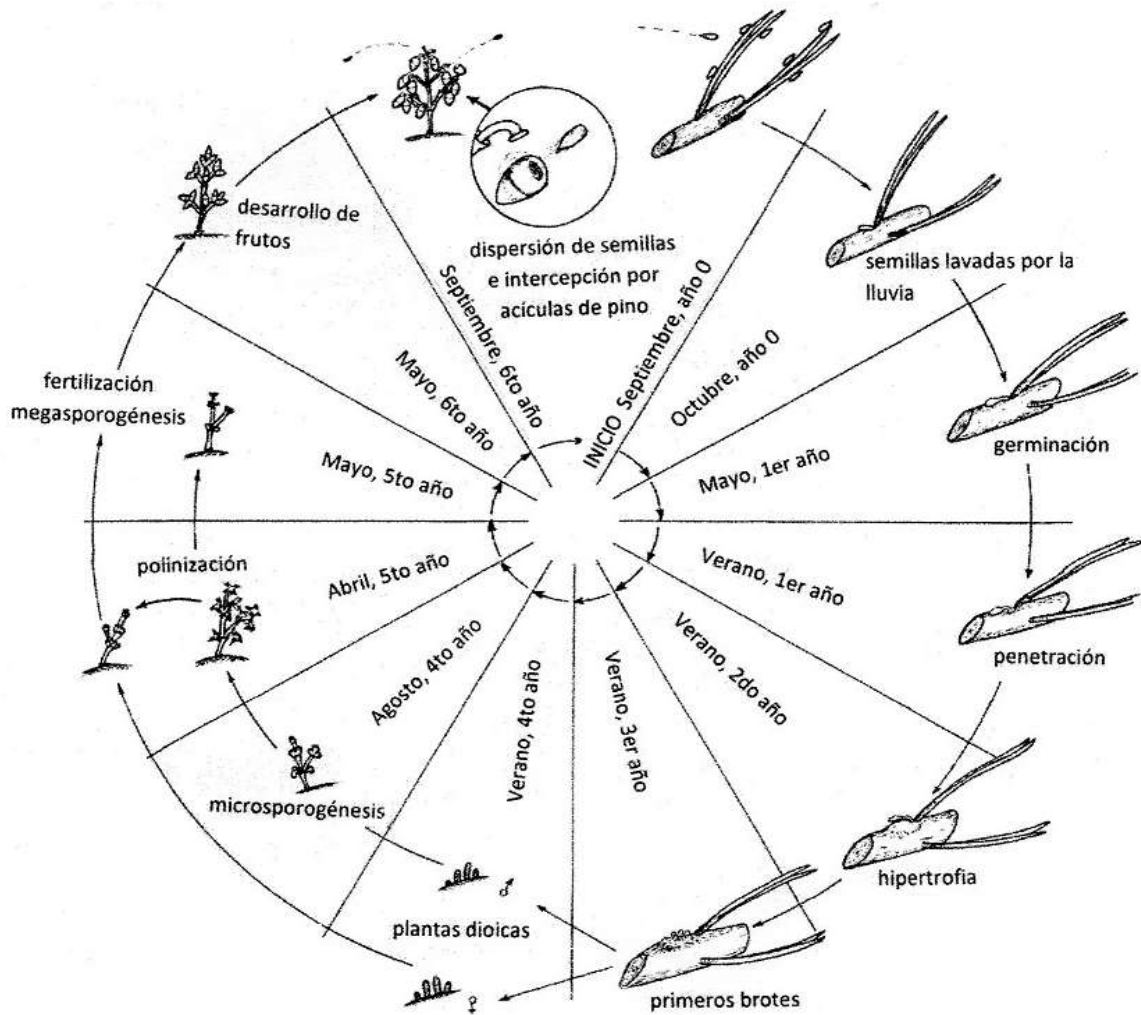 dispersión de semillas
e intercepción por
acículas de pino
INICIO Septiembre, año 0
semillas lavadas por la
lluvia
Octubre, año 0
germinación
Mayo, 1er año
penetración
Verano, 1er año
hipertrofia
Verano, 2do año
primeros brotes
Verano, 3er año
plantas dioicas
♂
♀
Verano, 4to año
microsporogénesis
Agosto, 4to año
polinización
Abril, 5to año
fertilización
megasporogénesis
Mayo, 5to año
desarrollo de
frutos
Mayo, 6to año
Septiembre, 6to año